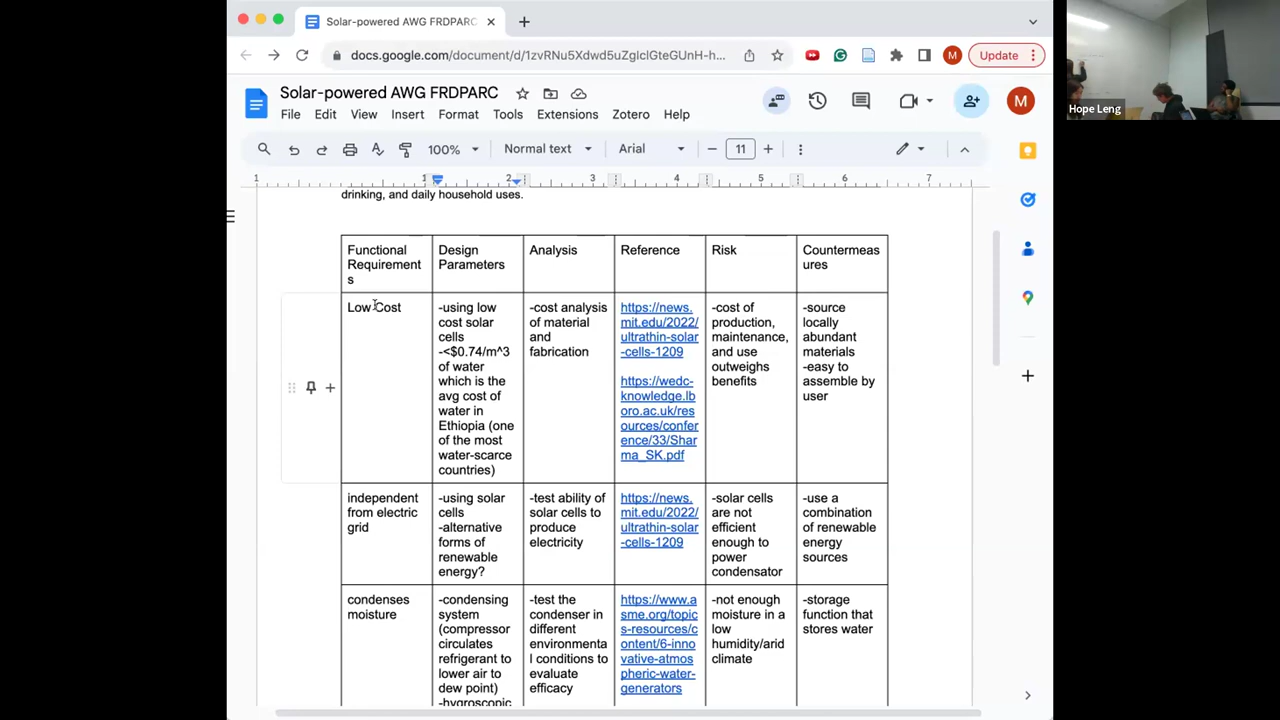 Solar-powered AWG FRDPARC
docs.google.com/document/d/1zvRNu5Xdwd5uZglclGteGUnH-h...
M
Update
Hope Leng
Solar-powered AWG FRDPARC
M
File Edit View Insert Format Tools Extensions Zotero Help
100% Normal text Arial 11
1 1 2 3 4 5 6 7
drinking, and daily household uses.
Functional
Requirement
s
Design
Parameters
Analysis
Reference
Risk
Countermeas
ures
Low Cost
-using low
cost solar
cells
-<$0.74/m^3
of water
which is the
avg cost of
water in
Ethiopia (one
of the most
water-scarce
countries)
-cost analysis
of material
and
fabrication
https://news.
mit.edu/2022/
ultrathin-solar
-cells-1209
https://wedc-
knowledge.lb
oro.ac.uk/res
ources/confer
ence/33/Shar
ma_SK.pdf
-cost of
production,
maintenance,
and use
outweighs
benefits
-source
locally
abundant
materials
-easy to
assemble by
user
independent
from electric
grid
-using solar
cells
-alternative
forms of
renewable
energy?
-test ability of
solar cells to
produce
electricity
https://news.
mit.edu/2022/
ultrathin-solar
-cells-1209
-solar cells
are not
efficient
enough to
power
condensator
-use a
combination
of renewable
energy
sources
condenses
moisture
-condensing
system
(compressor
circulates
refrigerant to
lower air to
dew point)
-hygroscopic
-test the
condenser in
different
environmenta
l conditions to
evaluate
efficacy
https://www.a
sme.org/topic
s-resources/c
ontent/6-inno
vative-atmos
pheric-water-
generators
-not enough
moisture in a
low
humidity/arid
climate
-storage
function that
stores water